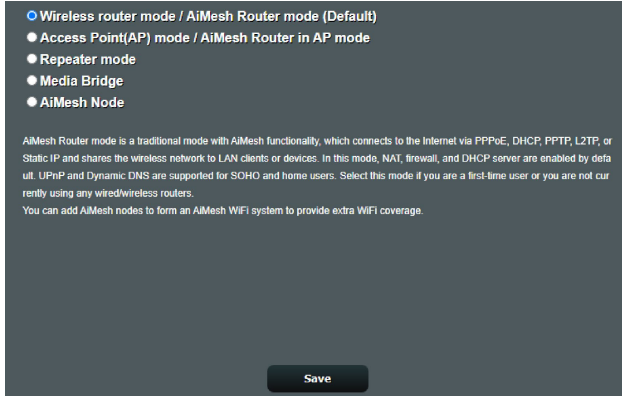 Wireless router mode / AiMesh Router mode (Default)
Access Point(AP) mode / AiMesh Router in AP mode
Repeater mode
Media Bridge
AiMesh Node
AiMesh Router mode is a traditional mode with AiMesh functionality, which connects to the Internet via PPPoE, DHCP, PPTP, L2TP, or
Static IP and shares the wireless network to LAN clients or devices. In this mode, NAT, firewall, and DHCP server are enabled by defa
ult. UPnP and Dynamic DNS are supported for SOHO and home users. Select this mode if you are a first-time user or you are not cur
rently using any wired/wireless routers.
You can add AiMesh nodes to form an AiMesh WiFi system to provide extra WiFi coverage.
Save